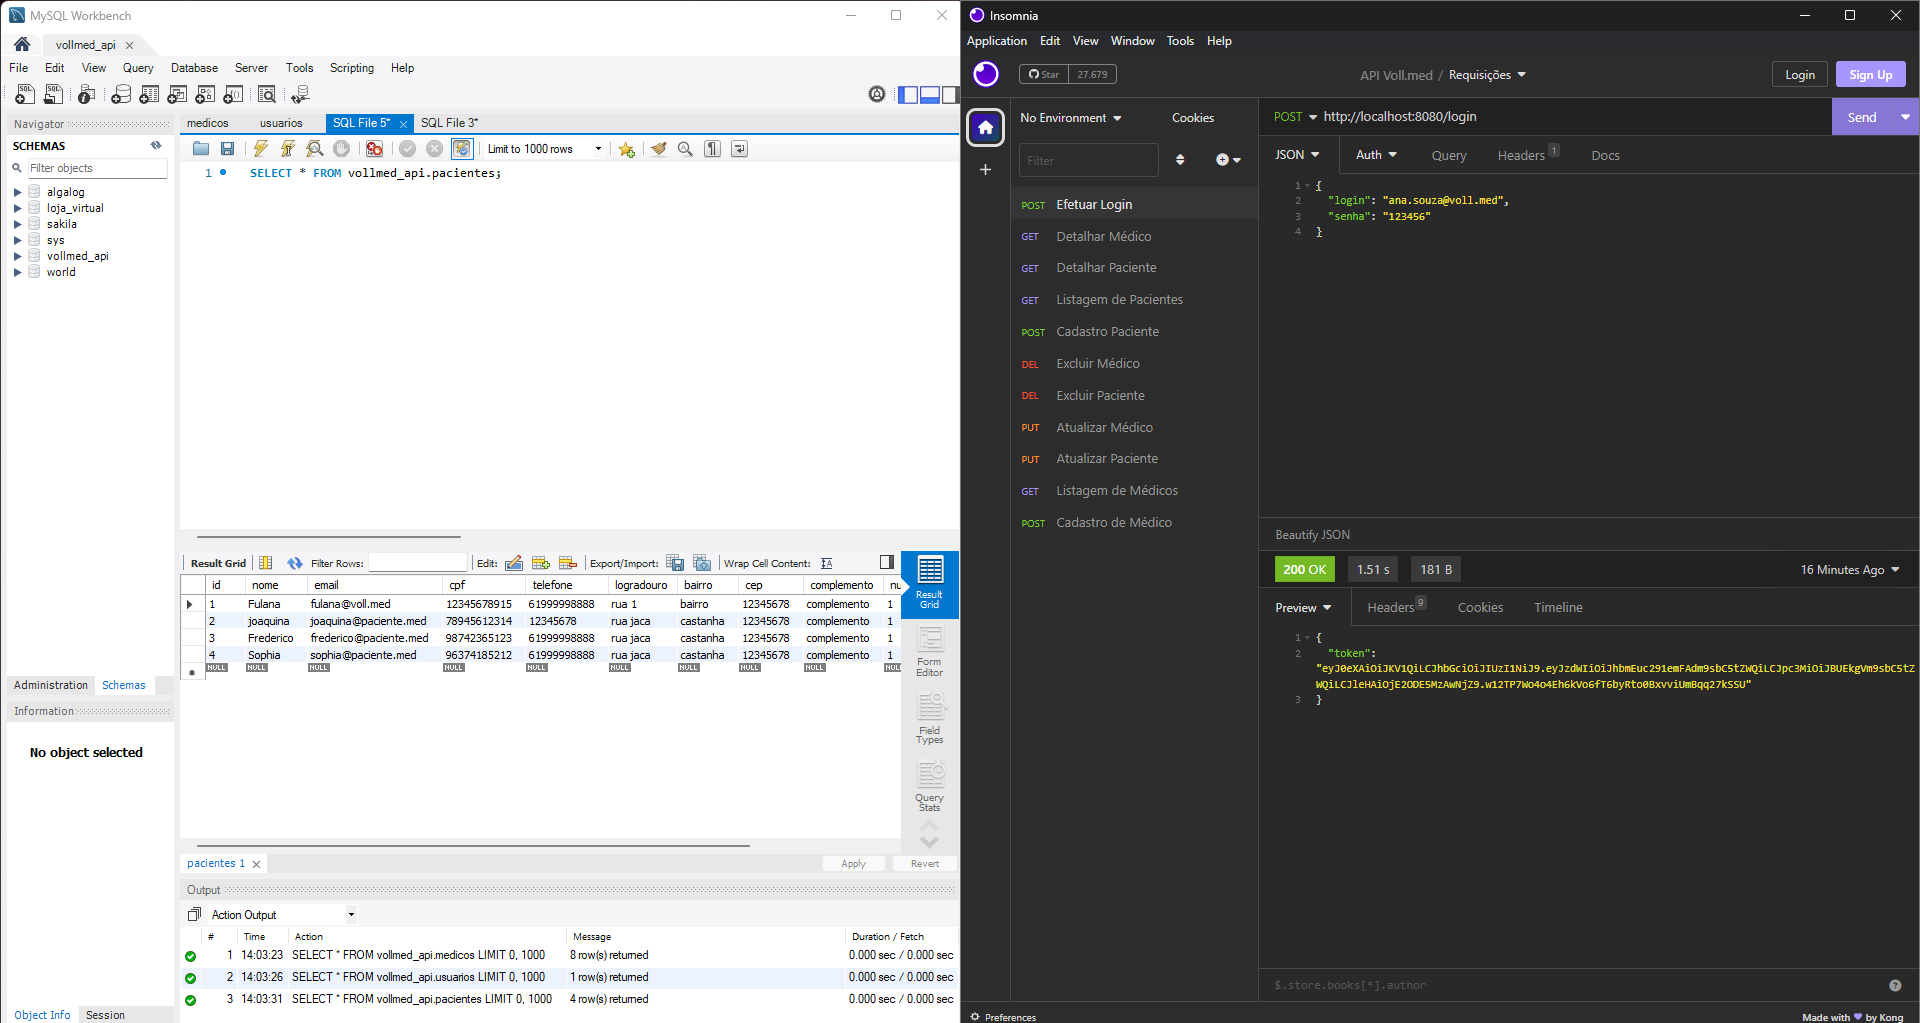 MySQL Workbench
vollmed_api
File Edit View Query Database Server Tools Scripting Help
Navigator
SCHEMAS
Filter objects
algalog
loja_virtual
sakila
sys
vollmed_api
world
Administration Schemas
Information
No object selected
Object Info Session
medicos usuarios SQL File 5* SQL File 3*
Limit to 1000 rows
1 SELECT * FROM vollmed_api.pacientes;
Result Grid Filter Rows: Edit: Export/Import: Wrap Cell Content:
id nome email cpf telefone logradouro bairro cep complemento nu
1 Fulana fulana@voll.med 12345678915 61999998888 rua 1 bairro 12345678 complemento 1
2 joaquina joaquina@paciente.med 78945612314 12345678 rua jaca castanha 12345678 complemento 1
3 Frederico frederico@paciente.med 98742365123 61999998888 rua jaca castanha 12345678 complemento 1
4 Sophia sophia@paciente.med 96374185212 61999998888 rua jaca castanha 12345678 complemento 1
NULL NULL NULL NULL NULL NULL NULL NULL NULL NULL
Result
Grid
Form
Editor
Field
Types
Query
Stats
pacientes 1
Apply Revert
Output
Action Output
# Time Action Message Duration / Fetch
1 14:03:23 SELECT * FROM vollmed_api.medicos LIMIT 0, 1000 8 row(s) returned 0.000 sec / 0.000 sec
2 14:03:26 SELECT * FROM vollmed_api.usuarios LIMIT 0, 1000 1 row(s) returned 0.000 sec / 0.000 sec
3 14:03:31 SELECT * FROM vollmed_api.pacientes LIMIT 0, 1000 4 row(s) returned 0.000 sec / 0.000 sec
Insomnia
Application Edit View Window Tools Help
Star 27.679
API Voll.med / Requisições
Login Sign Up
No Environment Cookies
Filter
POST Efetuar Login
GET Detalhar Médico
GET Detalhar Paciente
GET Listagem de Pacientes
POST Cadastro Paciente
DEL Excluir Médico
DEL Excluir Paciente
PUT Atualizar Médico
PUT Atualizar Paciente
GET Listagem de Médicos
POST Cadastro de Médico
POST http://localhost:8080/login Send
JSON Auth Query Headers 1 Docs
1 {
2 "login": "ana.souza@voll.med",
3 "senha": "123456"
4 }
Beautify JSON
200 OK 1.51 s 181 B 16 Minutes Ago
Preview Headers 9 Cookies Timeline
1 {
2 "token":
"eyJ0eXAiOiJKV1QiLCJhbGciOiJIUzI1NiJ9.eyJzdWIiOiJhbmEuc291emFAdm9sbC5tZWQiLCJpc3MiOiJBUEkgVm9sbC5tZ
WQiLCJleHAiOjE2ODE5MzAwNjZ9.w12TP7Wo4o4Eh6kVo6fT6byRto0BxvviUmBqq27kSSU"
3 }
$.store.books[*].author
Preferences
Made with by Kong